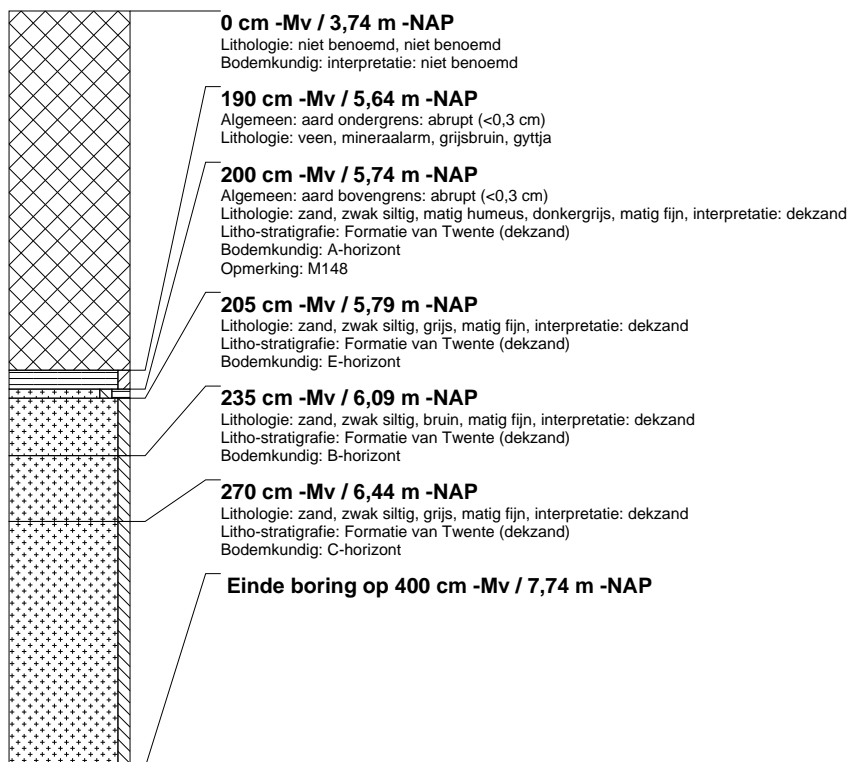 0 cm -Mv / 3,74 m -NAP
Lithologie: niet benoemd, niet benoemd
Bodemkundig: interpretatie: niet benoemd
190 cm -Mv / 5,64 m -NAP
Algemeen: aard ondergrens: abrupt (<0,3 cm)
Lithologie: veen, mineraalarm, grijsbruin, gyttja
200 cm -Mv / 5,74 m -NAP
Algemeen: aard bovengrens: abrupt (<0,3 cm)
Lithologie: zand, zwak siltig, matig humeus, donkergrijs, matig fijn, interpretatie: dekzand
Litho-stratigrafie: Formatie van Twente (dekzand)
Bodemkundig: A-horizont
Opmerking: M148
205 cm -Mv / 5,79 m -NAP
Lithologie: zand, zwak siltig, grijs, matig fijn, interpretatie: dekzand
Litho-stratigrafie: Formatie van Twente (dekzand)
Bodemkundig: E-horizont
235 cm -Mv / 6,09 m -NAP
Lithologie: zand, zwak siltig, bruin, matig fijn, interpretatie: dekzand
Litho-stratigrafie: Formatie van Twente (dekzand)
Bodemkundig: B-horizont
270 cm -Mv / 6,44 m -NAP
Lithologie: zand, zwak siltig, grijs, matig fijn, interpretatie: dekzand
Litho-stratigrafie: Formatie van Twente (dekzand)
Bodemkundig: C-horizont
Einde boring op 400 cm -Mv / 7,74 m -NAP